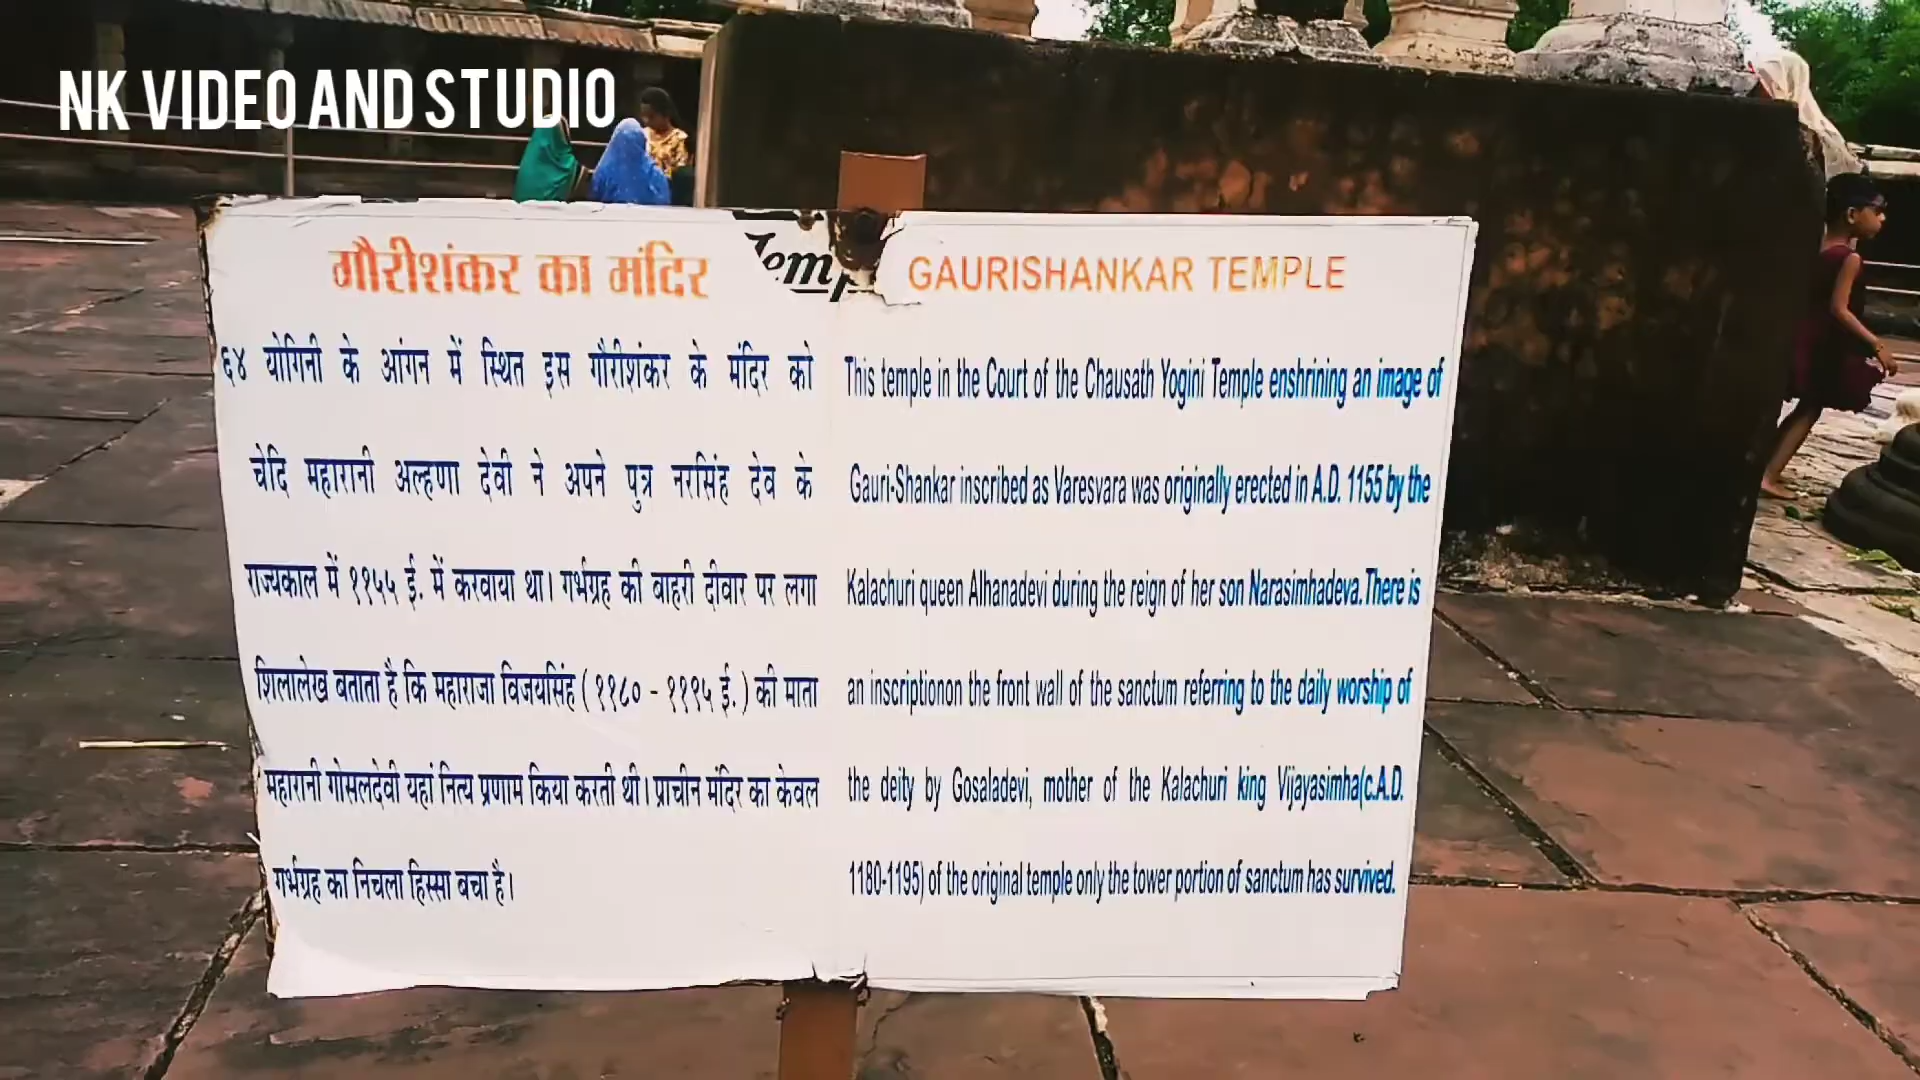 NK VIDEO AND STUDIO
गौरीशंकर का मंदिर
६४ योगिनी के आंगन में स्थित इस गौरीशंकर के मंदिर को
चेदि महारानी अल्हणा देवी ने अपने पुत्र नरसिंह देव के
राज्यकाल में ११५५ ई. में करवाया था। गर्भग्रह की बाहरी दीवार पर लगा
शिलालेख बताता है कि महाराजा विजयसिंह (११८० - ११९५ ई.) की माता
महारानी गोसलदेवी यहां नित्य प्रणाम किया करती थी। प्राचीन मंदिर का केवल
गर्भग्रह का निचला हिस्सा बचा है।
GAURISHANKAR TEMPLE
This temple in the Court of the Chausath Yogini Temple enshrining an image of
Gauri-Shankar inscribed as Varesvara was originally erected in A.D. 1155 by the
Kalachuri queen Alhanadevi during the reign of her son Narasimhadeva.There is
an inscriptionon the front wall of the sanctum referring to the daily worship of
the deity by Gosaladevi, mother of the Kalachuri king Vijayasimha(c.A.D.
1180-1195) of the original temple only the tower portion of sanctum has survived.